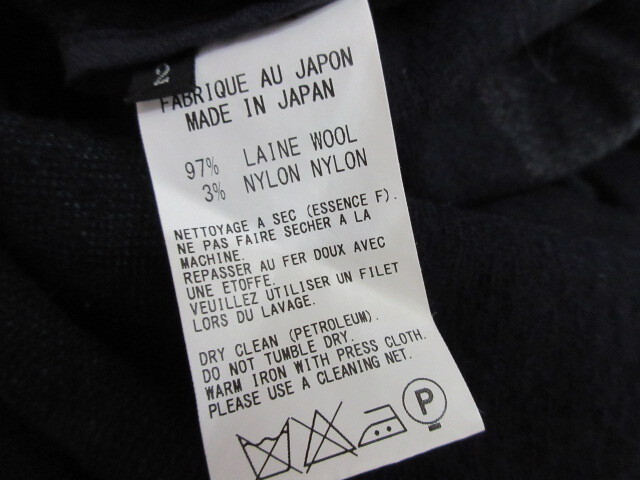 2
FABRIQUE AU JAPON
MADE IN JAPAN
97% LAINE WOOL
3% NYLON NYLON
NETTOYAGE A SEC (ESSENCE F).
NE PAS FAIRE SECHER A LA
MACHINE.
REPASSER AU FER DOUX AVEC
UNE ETOFFE.
VEUILLEZ UTILISER UN FILET
LORS DU LAVAGE.
DRY CLEAN (PETROLEUM).
DO NOT TUMBLE DRY.
WARM IRON WITH PRESS CLOTH.
PLEASE USE A CLEANING NET.
P